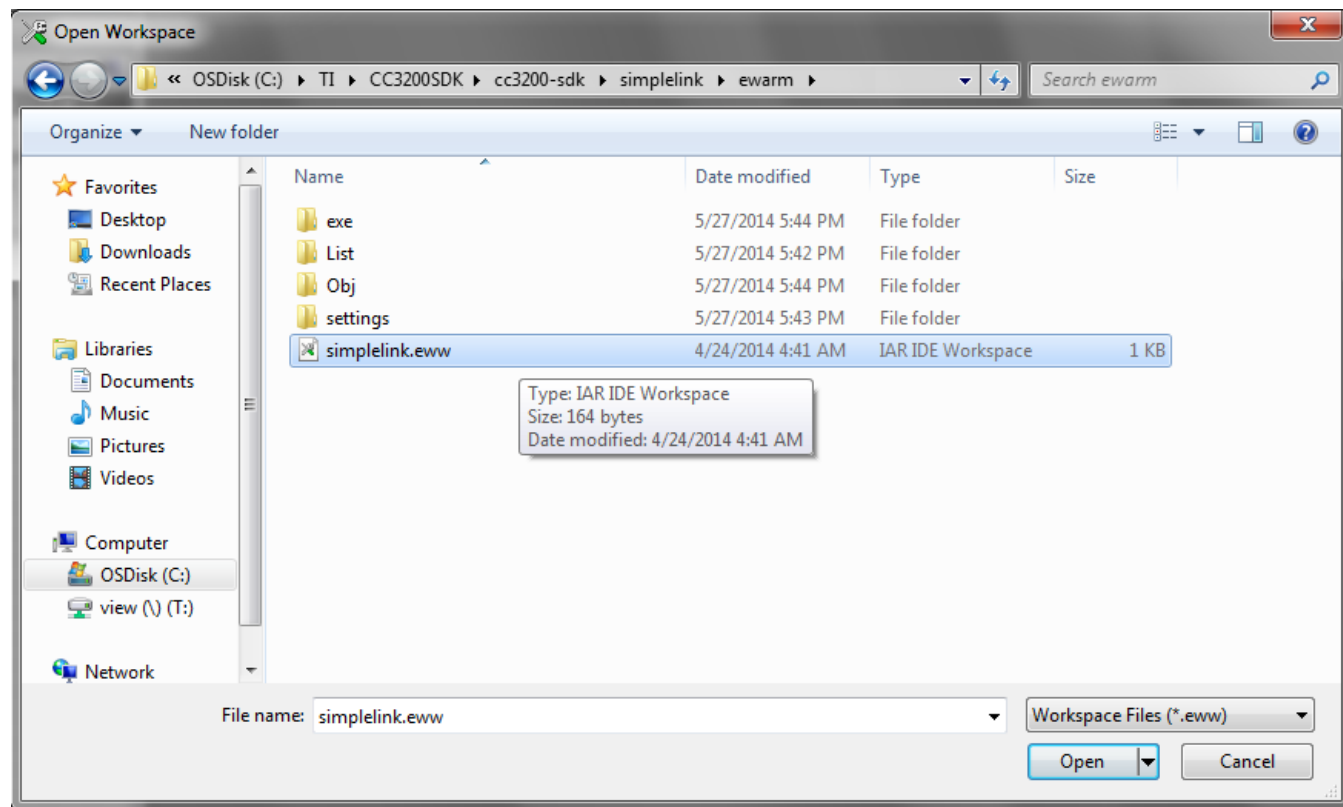 Open Workspace
« OSDisk (C:) ▸ TI ▸ CC3200SDK ▸ cc3200-sdk ▸ simplelink ▸ ewarm ▸
Search ewarm
Organize ▾ New folder
Favorites
Desktop
Downloads
Recent Places
Libraries
Documents
Music
Pictures
Videos
Computer
OSDisk (C:)
view (\) (T:)
Network
Name Date modified Type Size
exe 5/27/2014 5:44 PM File folder
List 5/27/2014 5:42 PM File folder
Obj 5/27/2014 5:44 PM File folder
settings 5/27/2014 5:43 PM File folder
simplelink.eww 4/24/2014 4:41 AM IAR IDE Workspace 1 KB
Type: IAR IDE Workspace
Size: 164 bytes
Date modified: 4/24/2014 4:41 AM
File name: simplelink.eww Workspace Files (*.eww)
Open Cancel